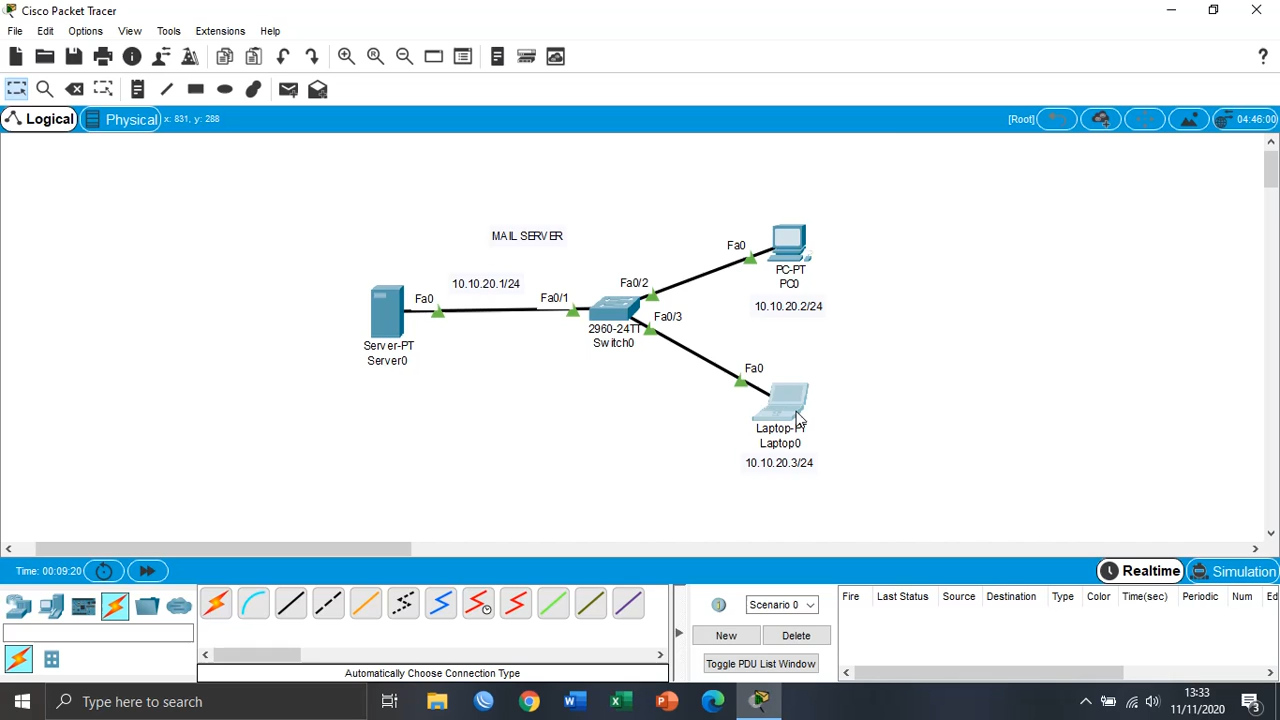 Cisco Packet Tracer
File Edit Options View Tools Extensions Help
?
Logical Physical x: 831, y: 288 [Root] 04:46:00
MAIL SERVER
Fa0
PC-PT
PC0
10.10.20.2/24
10.10.20.1/24
Fa0/2
Fa0 Fa0/1
Fa0/3
2960-24TT
Switch0
Server-PT
Server0
Fa0
Laptop-PT
Laptop0
10.10.20.3/24
Time: 00:09:20 Realtime Simulation
Scenario 0 Fire Last Status Source Destination Type Color Time(sec) Periodic Num Ed
New Delete
Toggle PDU List Window
Automatically Choose Connection Type
Type here to search
13:33
11/11/2020
3